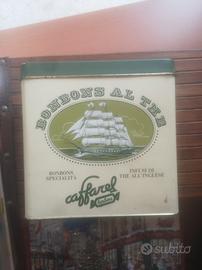 BONBONS AL THE
BONBONS
SPECIALITÀ
INFUSI DI
THE ALL'INGLESE
caffarel
subito